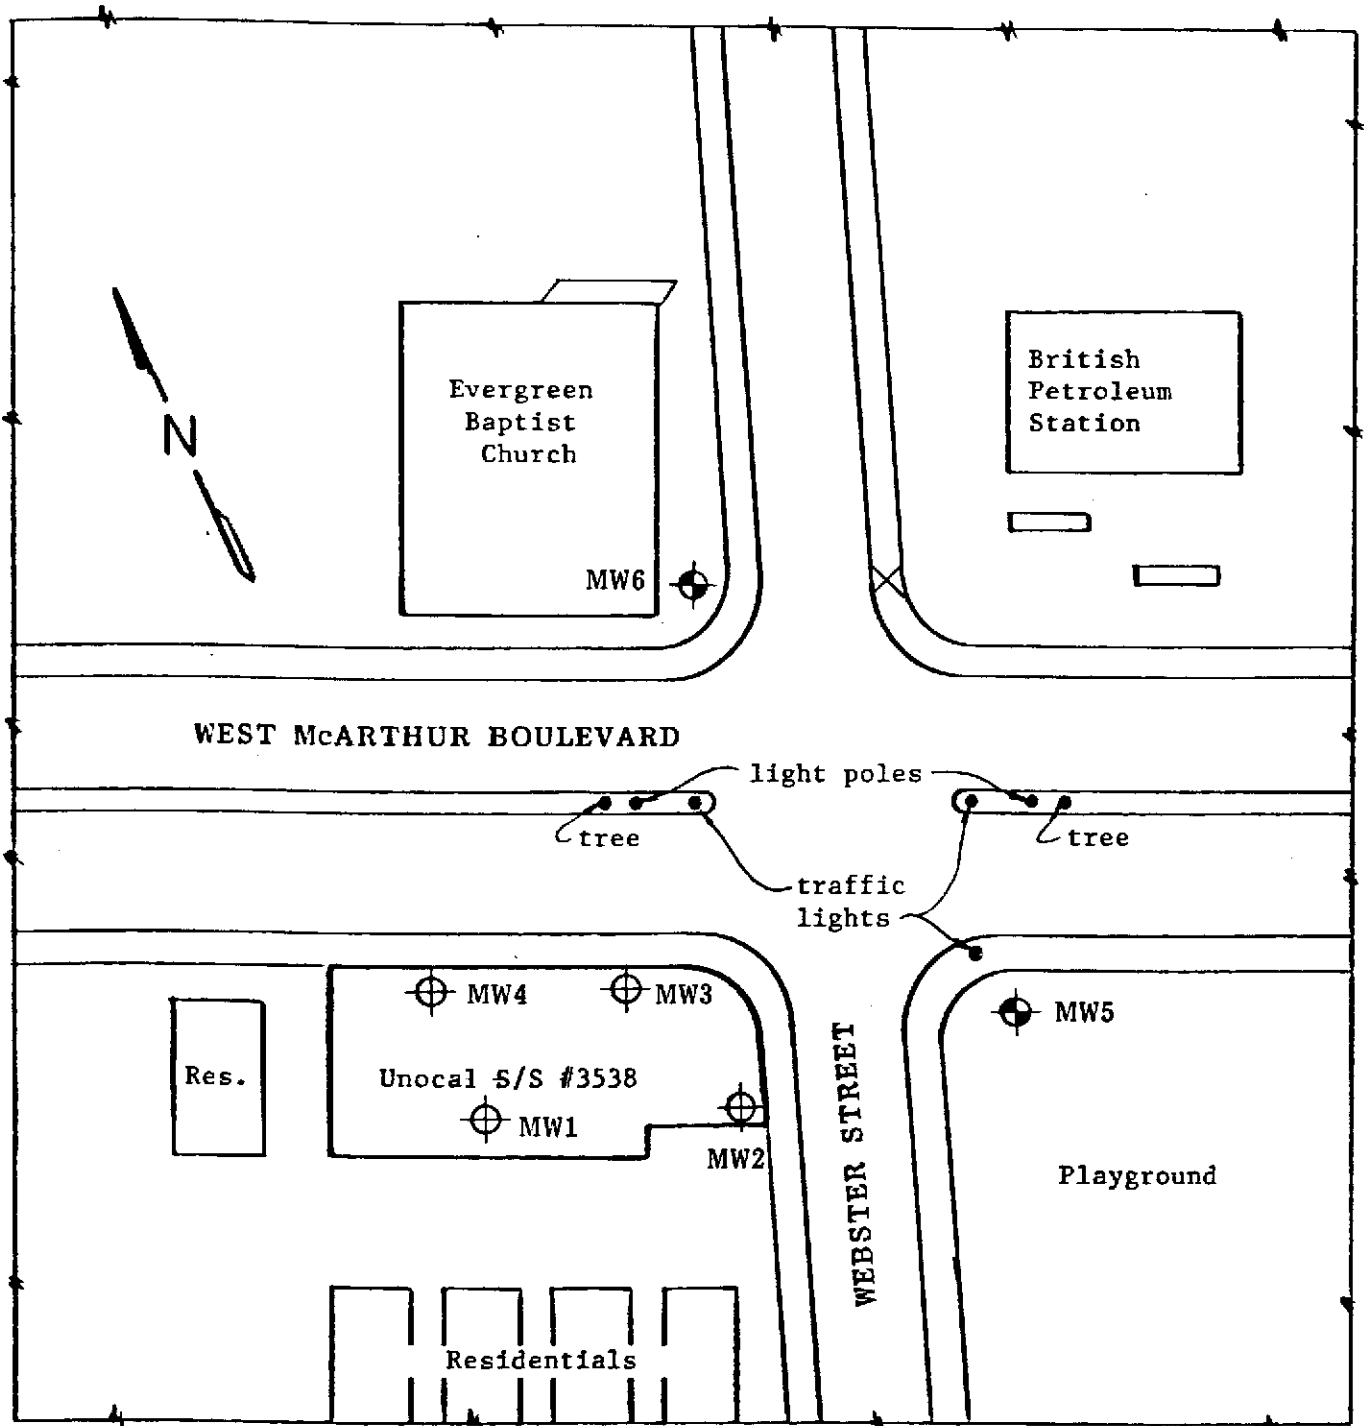 Evergreen
Baptist
Church
British
Petroleum
Station
N
MW6
WEST McARTHUR BOULEVARD
light poles
tree
tree
traffic
lights
MW4
MW3
MW5
Res.
Unocal S/S #3538
MW1
MW2
WEBSTER STREET
Playground
Residentials